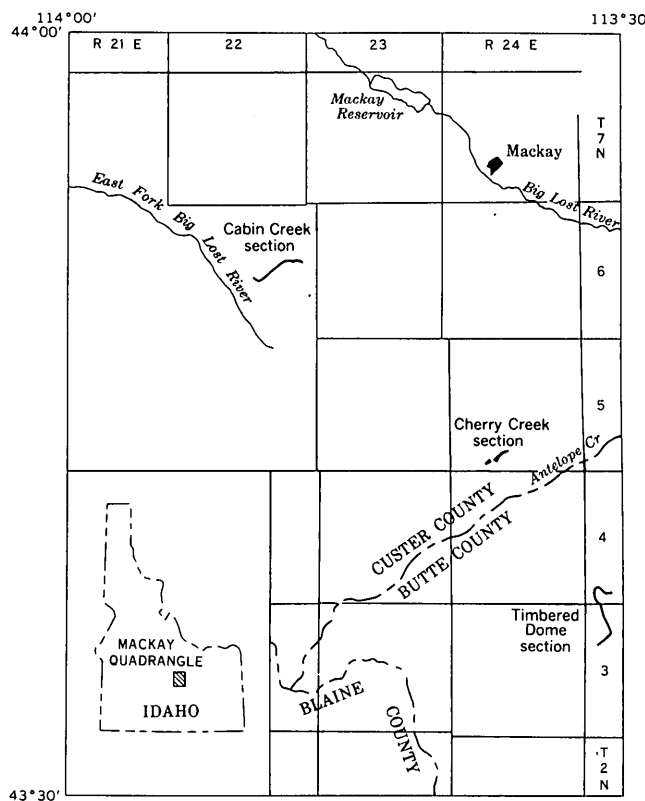 114°00'
113°30'
44°00'
R 21 E
22
23
R 24 E
Mackay
Reservoir
T
7
N
Mackay
Big Lost River
East Fork Big Lost River
Cabin Creek
section
6
5
Cherry Creek
section
Antelope Cr
CUSTER COUNTY
BUTTE COUNTY
4
Timbered
Dome
section
MACKAY
QUADRANGLE
IDAHO
BLAINE COUNTY
3
T
2
N
43°30'